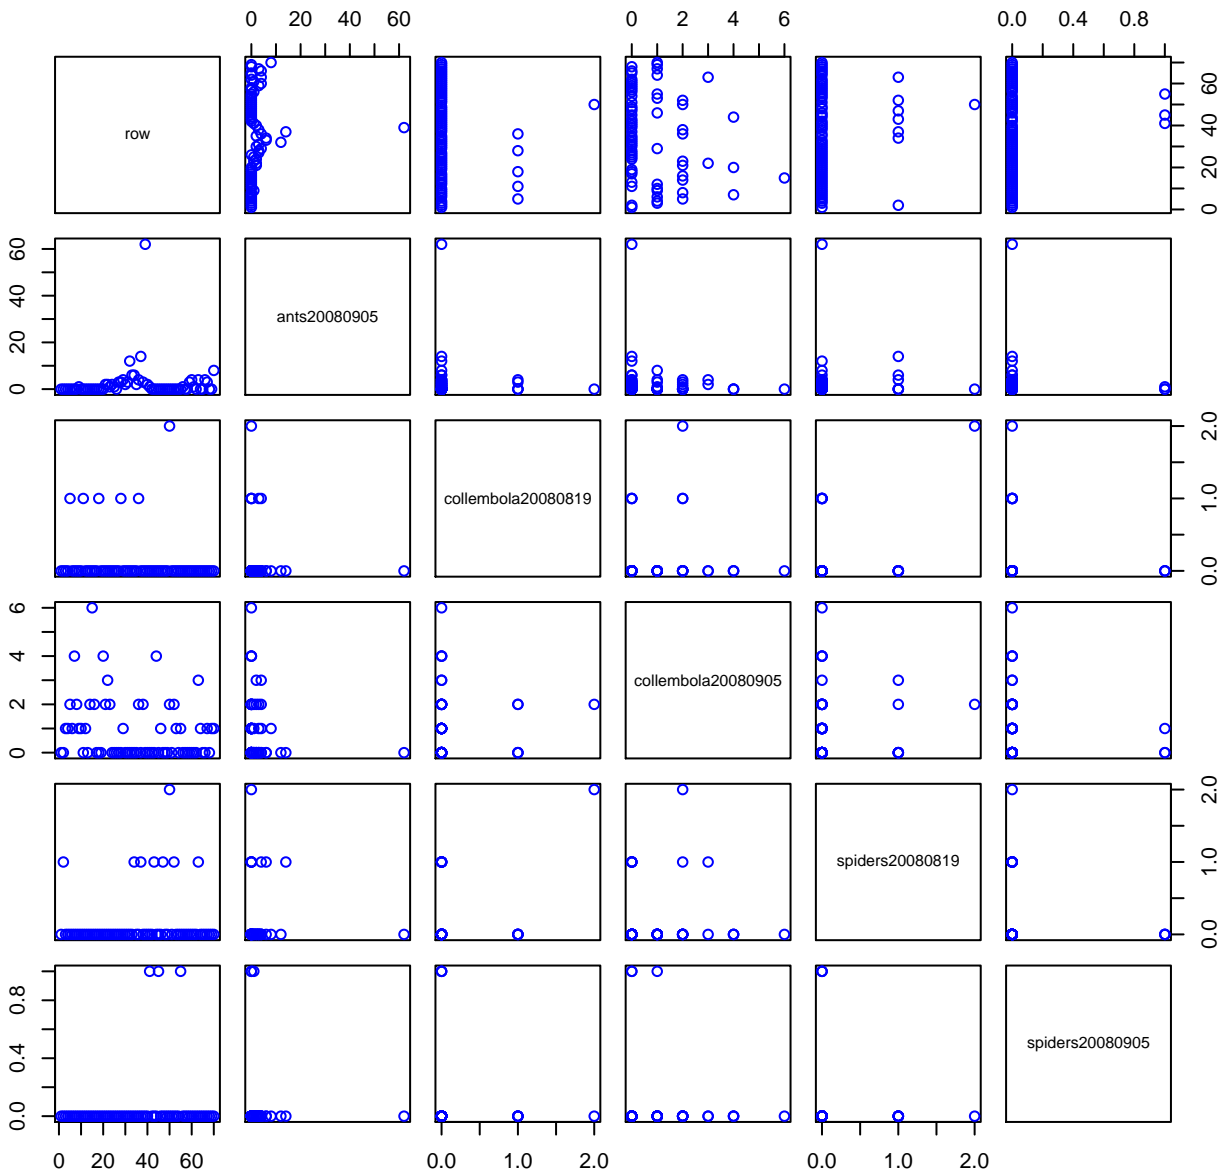 0 20 40 60 0 2 4 6 0.0 0.4 0.8
row
0 20 40 60
0 20 40 60
ants20080905
collembola20080819
0.0 1.0 2.0
0 2 4 6
collembola20080905
spiders20080819
0.0 1.0 2.0
0.0 0.4 0.8
spiders20080905
0 20 40 60 0.0 1.0 2.0 0.0 1.0 2.0